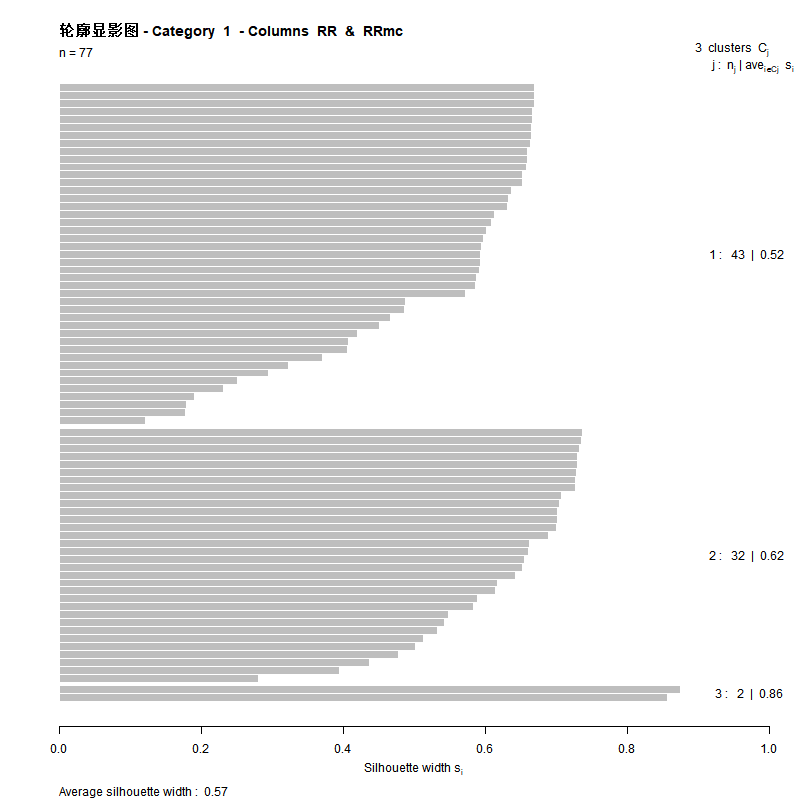 轮廓显影图 - Category 1 - Columns RR & RRmc
n = 77
3 clusters Cj
j : nj | avei∈Cj si
1 : 43 | 0.52
2 : 32 | 0.62
3 : 2 | 0.86
0.0 0.2 0.4 0.6 0.8 1.0
Silhouette width si
Average silhouette width : 0.57